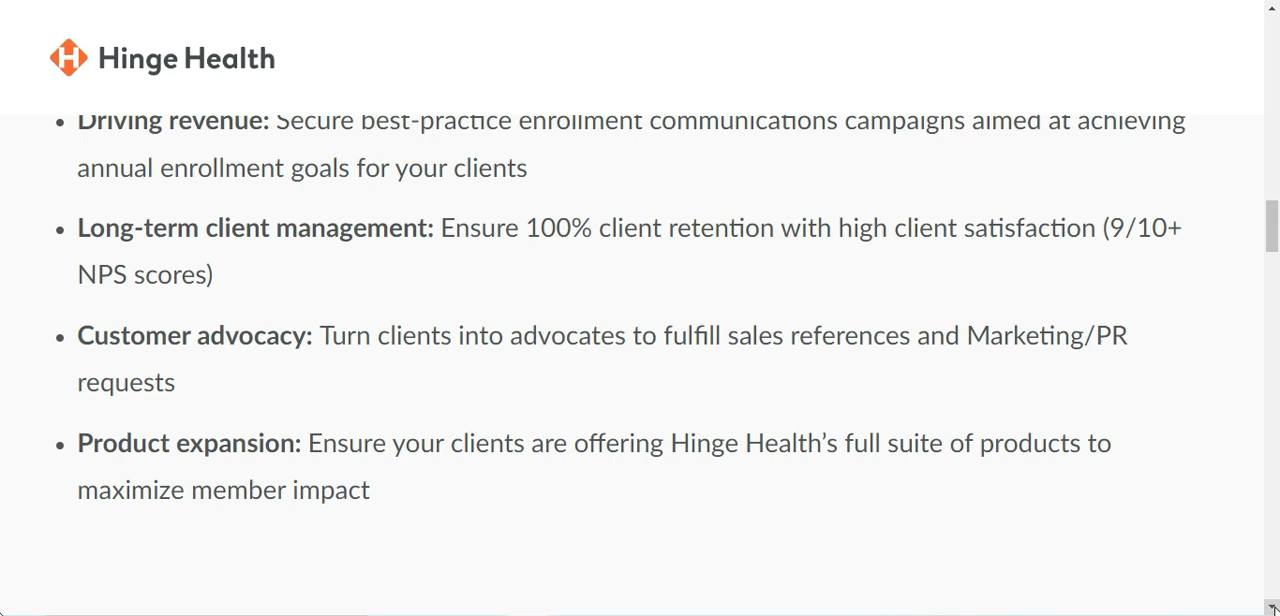 Hinge Health
• Driving revenue: Secure best-practice enrollment communications campaigns aimed at achieving
annual enrollment goals for your clients
• Long-term client management: Ensure 100% client retention with high client satisfaction (9/10+
NPS scores)
• Customer advocacy: Turn clients into advocates to fulfill sales references and Marketing/PR
requests
• Product expansion: Ensure your clients are offering Hinge Health’s full suite of products to
maximize member impact